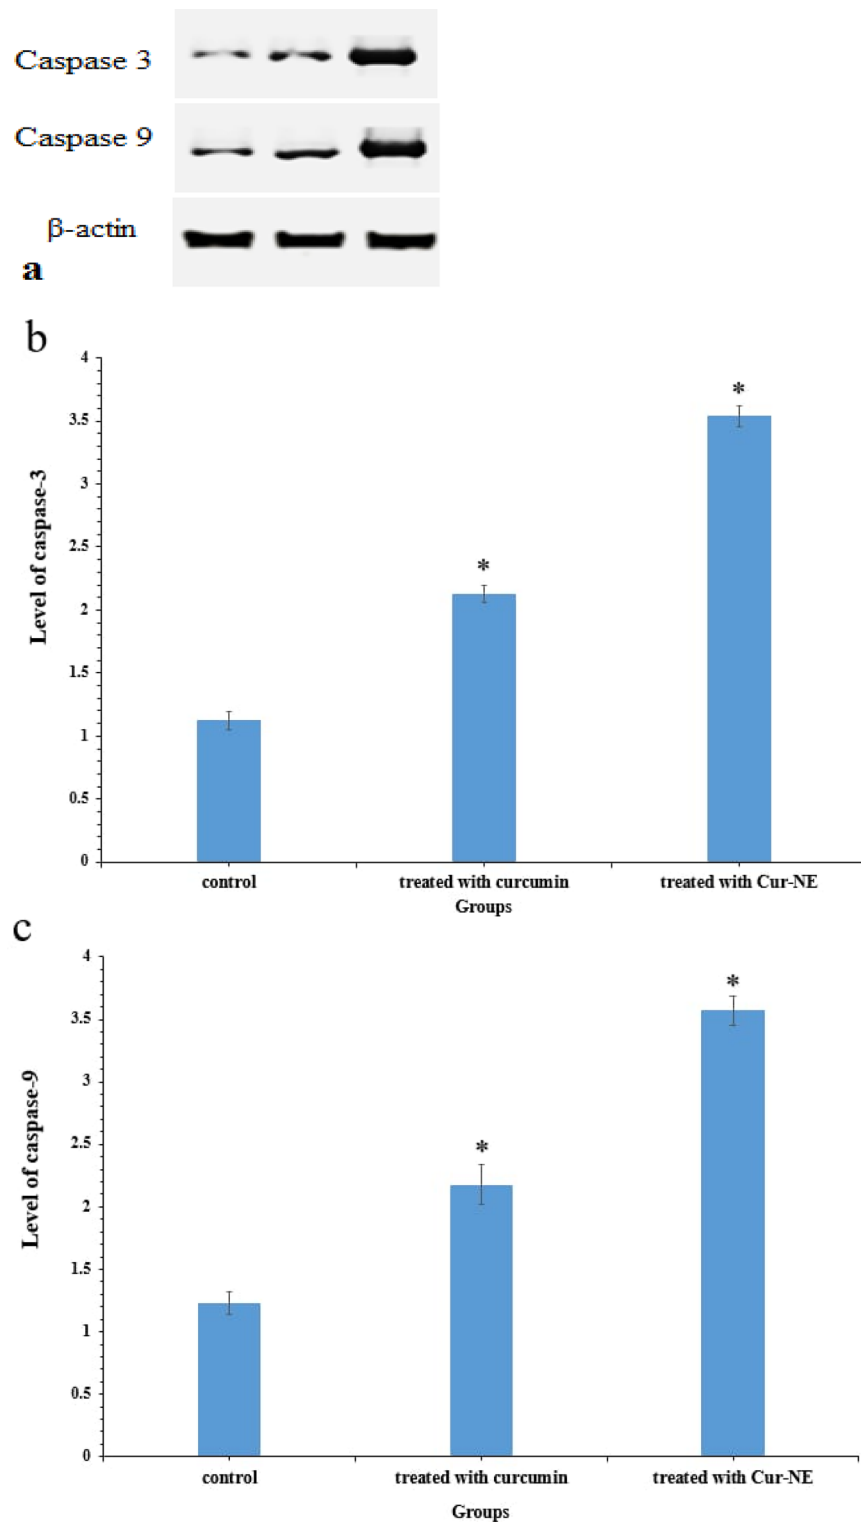 Caspase 3
Caspase 9
β-actin
a
b
4
3.5
3
2.5
2
1.5
1
0.5
0
Level of caspase-3
*
*
control
treated with curcumin
treated with Cur-NE
Groups
c
4
3.5
3
2.5
2
1.5
1
0.5
0
Level of caspase-9
*
*
control
treated with curcumin
treated with Cur-NE
Groups